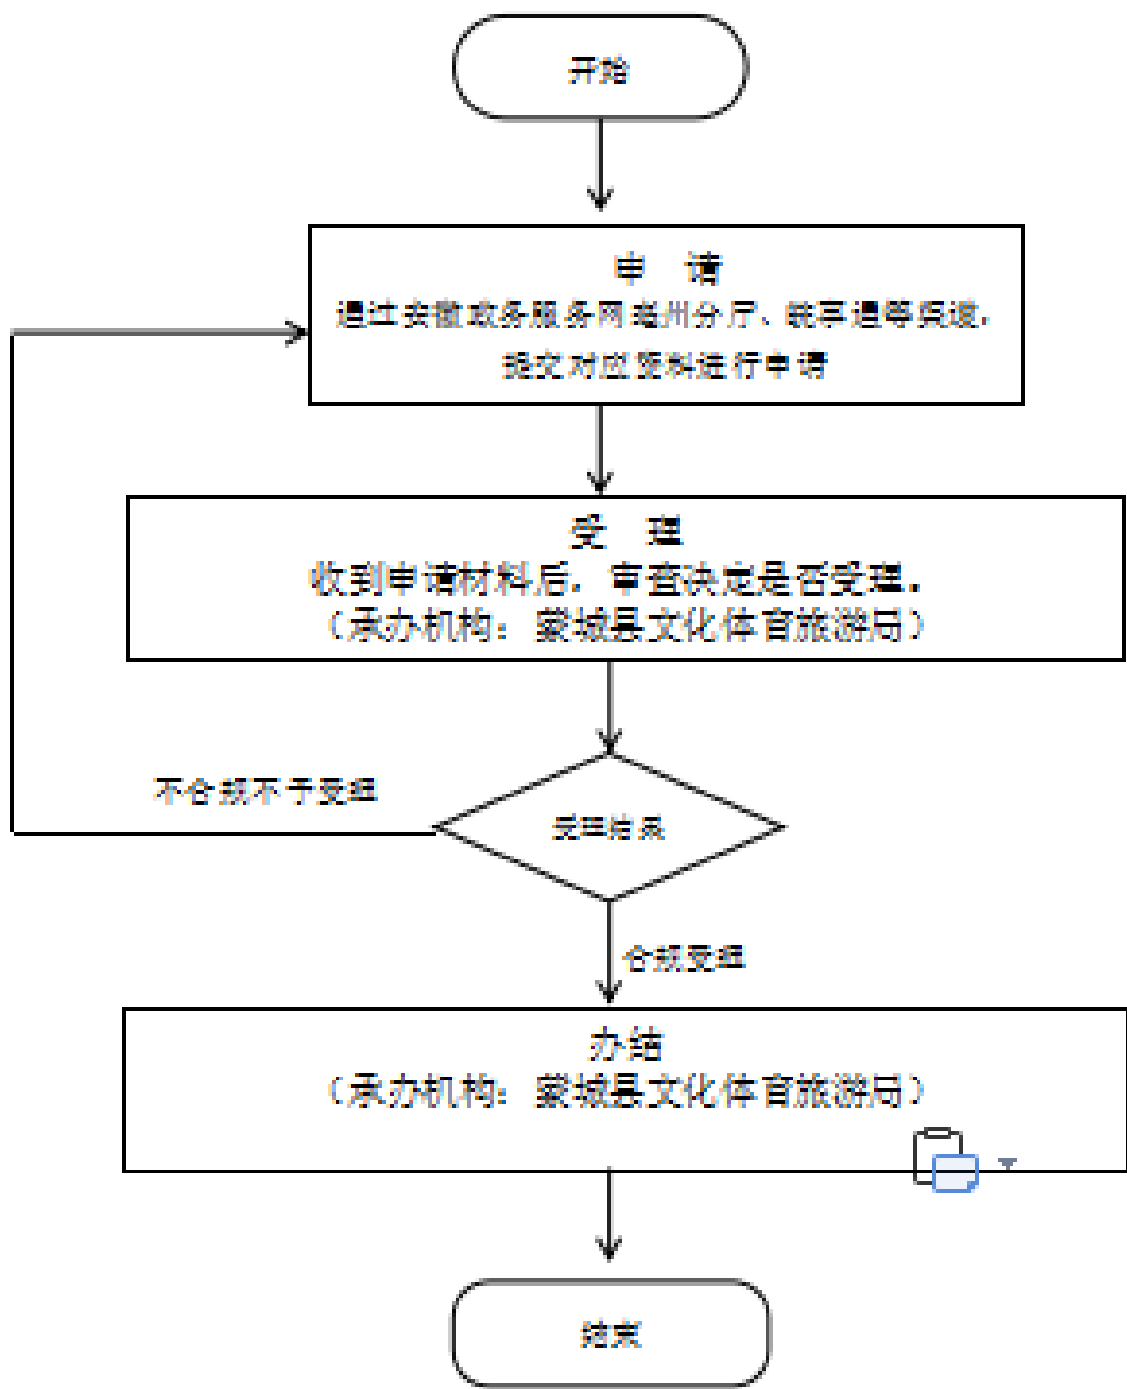 开始
申 请
通过安徽政务服务网亳州分厅、皖事通等渠道，
提交对应资料进行申请
受 理
收到申请材料后，审查决定是否受理。
（承办机构：蒙城县文化体育旅游局）
不合规不予受理
受理结果
合规受理
办结
（承办机构：蒙城县文化体育旅游局）
结束